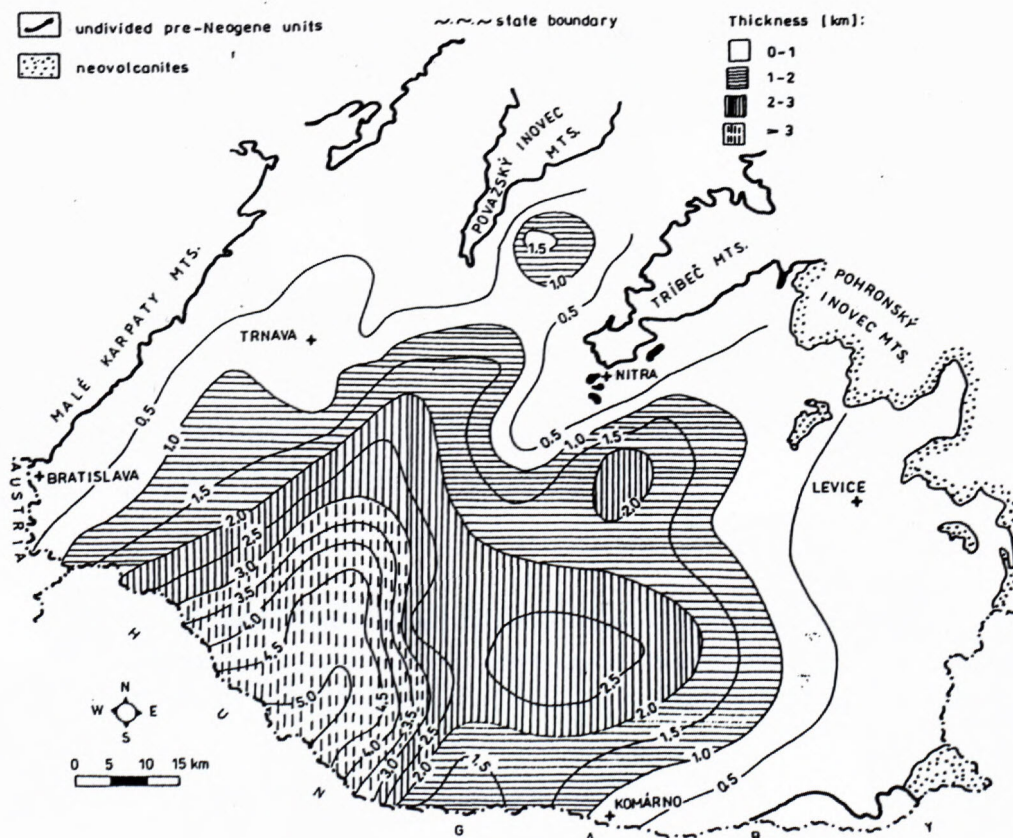 undivided pre-Neogene units
neovolcanites
state boundary
Thickness [km]:
0-1
1-2
2-3
> 3
POVAŽSKÝ INOVEC
MTS.
MALÉ KARPATY MTS.
TRÍBEČ MTS.
POHRONSKÝ
INOVEC MTS.
TRNAVA
NITRA
LEVICE
BRATISLAVA
AUSTRIA
KOMÁRNO
H U N G A R Y
1.5
1.0
0.5
0.5
1.0
0.5
1.0
1.5
2.0
1.5
2.0
2.5
3.0
3.5
4.0
4.5
5.0
4.5
4.0
3.5
3.0
2.5
2.0
1.5
2.5
2.0
1.5
1.0
0.5
N
W E
S
0 5 10 15 km